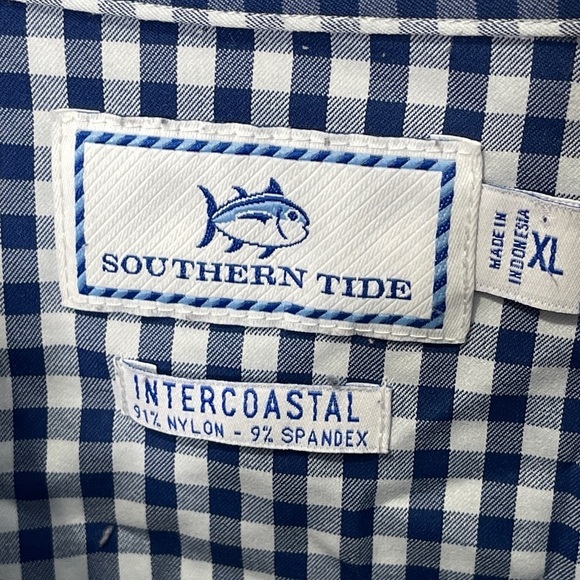 SOUTHERN TIDE
MADE IN
INDONESIA
XL
INTERCOASTAL
91% NYLON - 9% SPANDEX